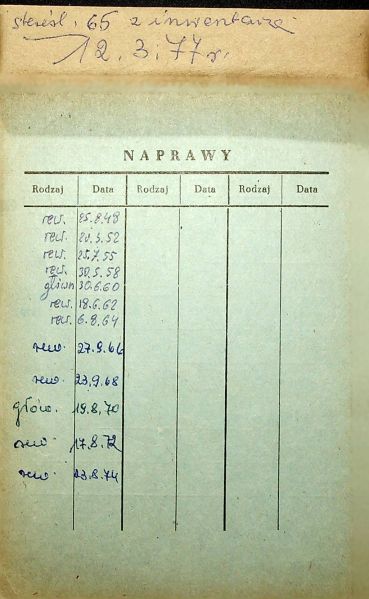 skreśl. 65 z inwentarza
12.3.77 r.
NAPRAWY
Rodzaj Data Rodzaj Data Rodzaj Data
rew. 25.8.48
rew. 20.3.52
rew. 25.7.55
rew. 30.5.58
główn 30.6.60
rew. 18.6.62
rew. 6.8.64
rew. 27.9.66
rew. 23.9.68
głów. 19.8.70
rew 17.8.72
rew. 23.8.74